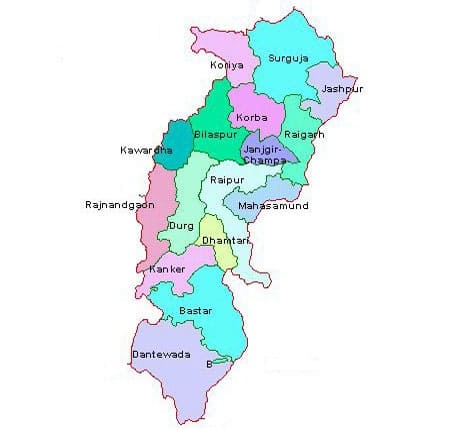 Surguja
Koriya
Jashpur
Korba
Bilaspur
Raigarh
Kawardha
Janjgir-
Champa
Raipur
Rajnandgaon
Mahasamund
Durg
Dhamtari
Kanker
Bastar
Dantewada
B